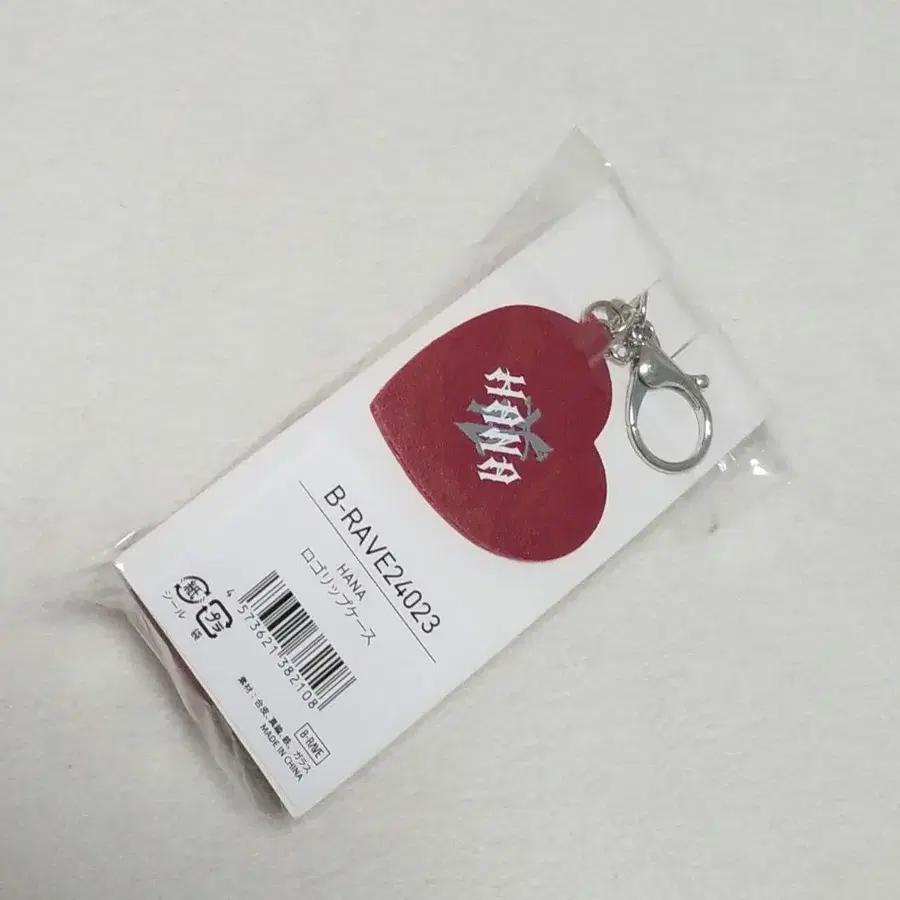 HANA
B-RAVE24023
HANA
ロゴリップケース
紙 プラ
シール 袋
4 573621 382108
素材：合皮、真鍮、鉄、ガラス
MADE IN CHINA
B-RAVE